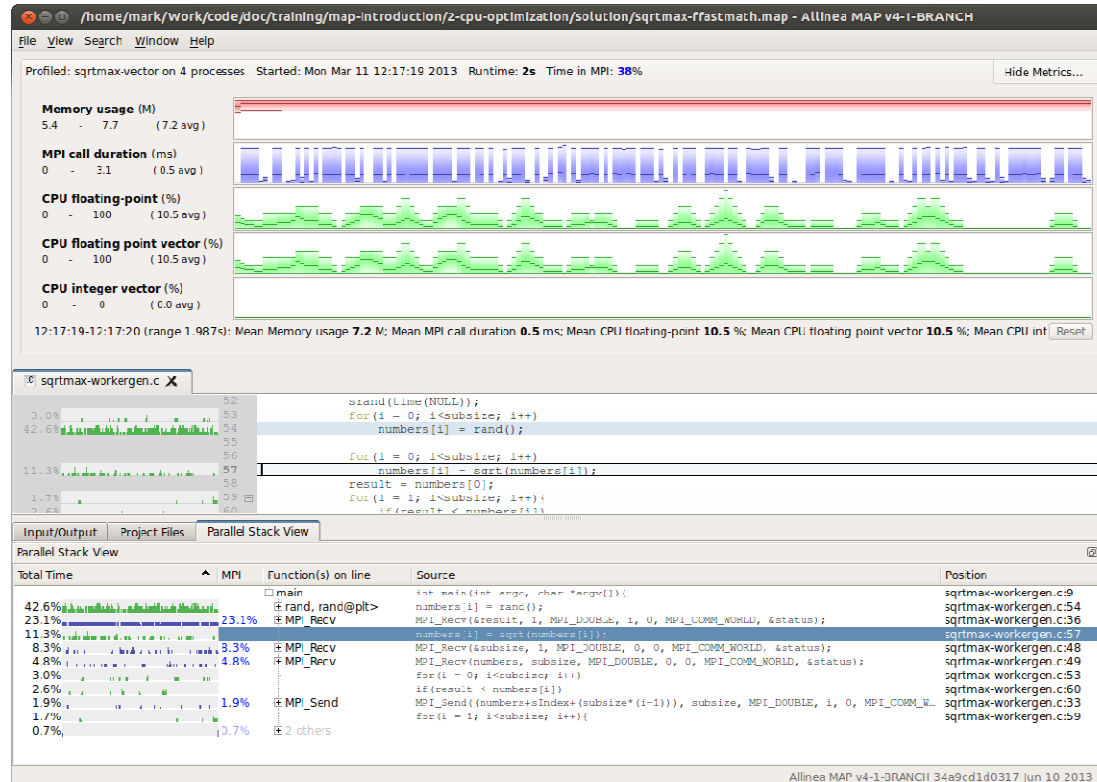 /home/mark/Work/code/doc/training/map-introduction/2-cpu-optimization/solution/sqrtmax-ffastmath.map - Allinea MAP v4-1-BRANCH
File View Search Window Help
Profiled: sqrtmax-vector on 4 processes Started: Mon Mar 11 12:17:19 2013 Runtime: 2s Time in MPI: 38%
Hide Metrics...
Memory usage (M)
5.4 - 7.7 (7.2 avg)
MPI call duration (ms)
0 - 3.1 (0.5 avg)
CPU floating-point (%)
0 - 100 (10.5 avg)
CPU floating point vector (%)
0 - 100 (10.5 avg)
CPU integer vector (%)
0 - 0 (0.0 avg)
12:17:19-12:17:20 (range 1.987s): Mean Memory usage 7.2 M; Mean MPI call duration 0.5 ms; Mean CPU floating-point 10.5 %; Mean CPU floating point vector 10.5 %; Mean CPU int Reset
sqrtmax-workergen.c X
52 srand(time(NULL));
3.0% 53 for(i = 0; i<subsize; i++)
42.6% 54 numbers[i] = rand();
55
56 for(i = 0; i<subsize; i++)
11.3% 57 numbers[i] = sqrt(numbers[i]);
58 result = numbers[0];
1.7% 59 for(i = 1; i<subsize; i++){
2.6% 60 if(result < numbers[i])
Input/Output Project Files Parallel Stack View
Parallel Stack View
Total Time MPI Function(s) on line Source Position
main int main(int argc, char *argv[]){ sqrtmax-workergen.c:9
42.6% rand, rand@plt> numbers[i] = rand(); sqrtmax-workergen.c:54
23.1% 23.1% MPI_Recv MPI_Recv(&result, 1, MPI_DOUBLE, i, 0, MPI_COMM_WORLD, &status); sqrtmax-workergen.c:36
11.3% numbers[i] = sqrt(numbers[i]); sqrtmax-workergen.c:57
8.3% 8.3% MPI_Recv MPI_Recv(&subsize, 1, MPI_DOUBLE, 0, 0, MPI_COMM_WORLD, &status); sqrtmax-workergen.c:48
4.8% 4.8% MPI_Recv MPI_Recv(numbers, subsize, MPI_DOUBLE, 0, 0, MPI_COMM_WORLD, &status); sqrtmax-workergen.c:49
3.0% for(i = 0; i<subsize; i++) sqrtmax-workergen.c:53
2.6% if(result < numbers[i]) sqrtmax-workergen.c:60
1.9% 1.9% MPI_Send MPI_Send((numbers+sIndex+(subsize*(i-1))), subsize, MPI_DOUBLE, i, 0, MPI_COMM_W... sqrtmax-workergen.c:33
1.7% for(i = 1; i<subsize; i++){ sqrtmax-workergen.c:59
0.7% 0.7% 2 others
Allinea MAP v4-1-BRANCH 34a9cd1d0317 Jun 10 2013